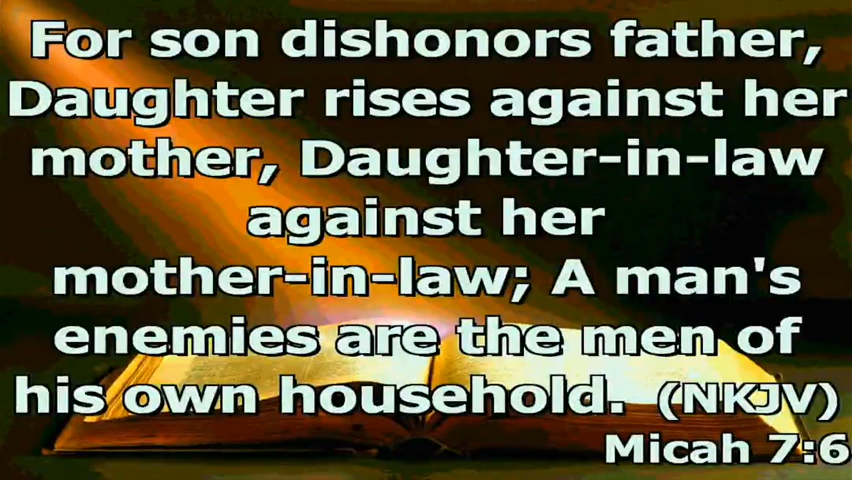 For son dishonors father,
Daughter rises against her
mother, Daughter-in-law
against her
mother-in-law; A man's
enemies are the men of
his own household. (NKJV)
Micah 7:6